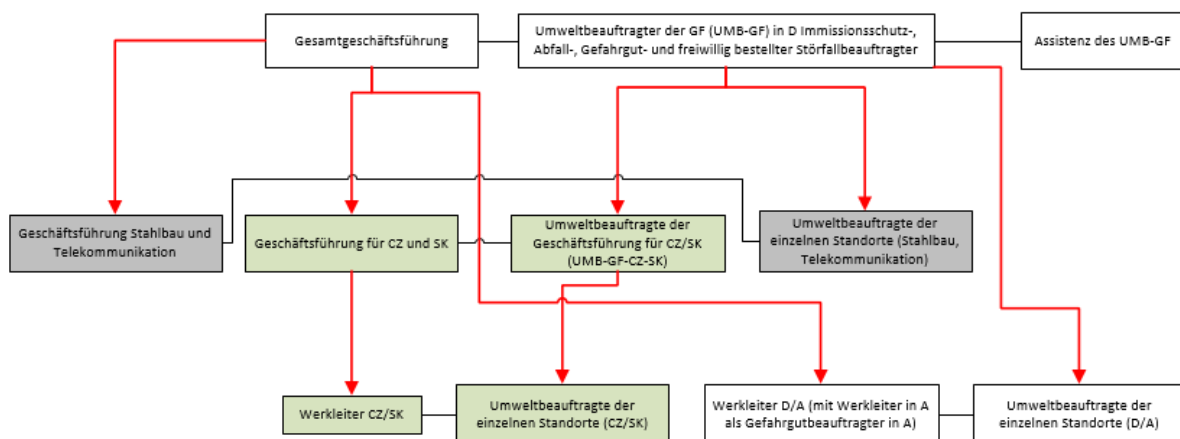 Gesamtgeschäftsführung
Umweltbeauftragter der GF (UMB-GF) in D Immissionsschutz-,
Abfall-, Gefahrgut- und freiwillig bestellter Störfallbeauftragter
Assistenz des UMB-GF
Geschäftsführung Stahlbau und
Telekommunikation
Geschäftsführung für CZ und SK
Umweltbeauftragte der
Geschäftsführung für CZ/SK
(UMB-GF-CZ-SK)
Umweltbeauftragte der
einzelnen Standorte (Stahlbau,
Telekommunikation)
Werkleiter CZ/SK
Umweltbeauftragte der
einzelnen Standorte (CZ/SK)
Werkleiter D/A (mit Werkleiter in A
als Gefahrgutbeauftragter in A)
Umweltbeauftragte der
einzelnen Standorte (D/A)